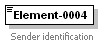 Element-0004
Sender identification